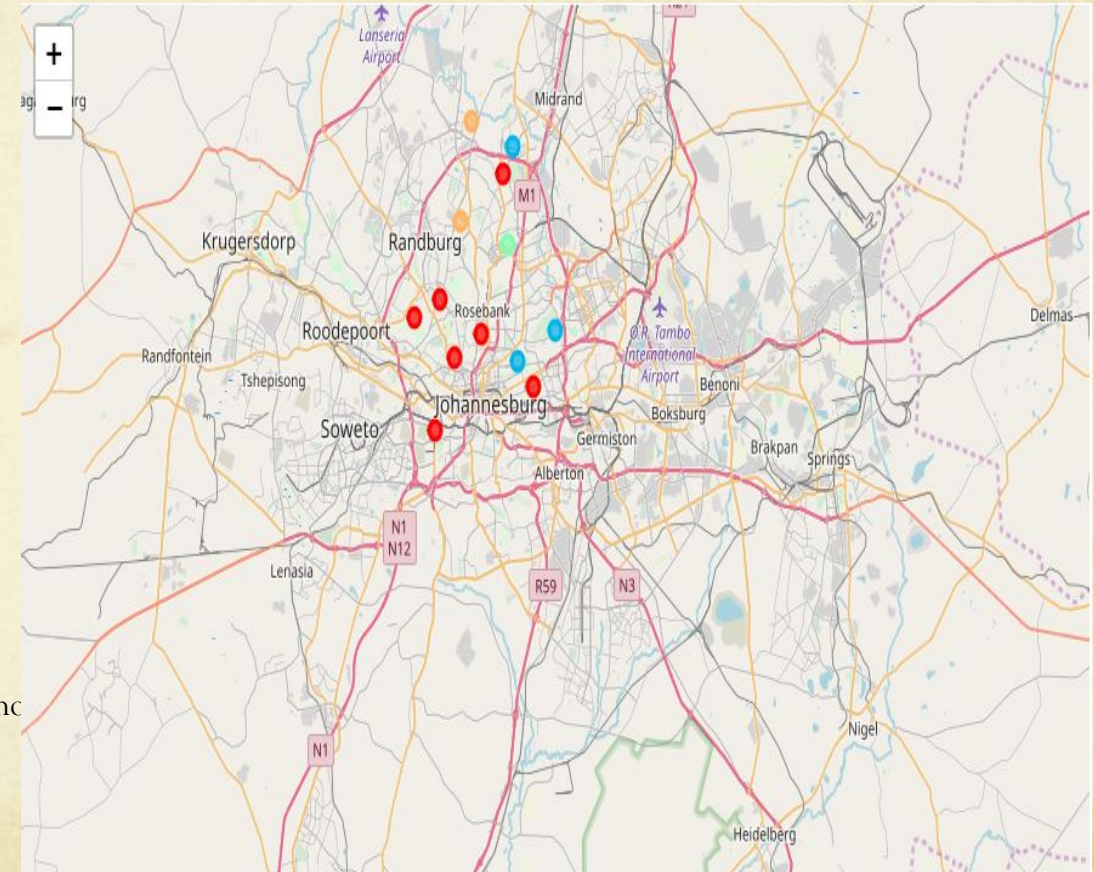 +
Lanseria
Airport
−
Midrand
M1
Krugersdorp
Randburg
Rosebank
Roodepoort
O.R. Tambo
International
Airport
Delmas
Randfontein
Tshepisong
Benoni
Johannesburg
Boksburg
Soweto
Germiston
Brakpan
Springs
Alberton
N1
N12
Lenasia
R59
N3
Nigel
N1
Heidelberg